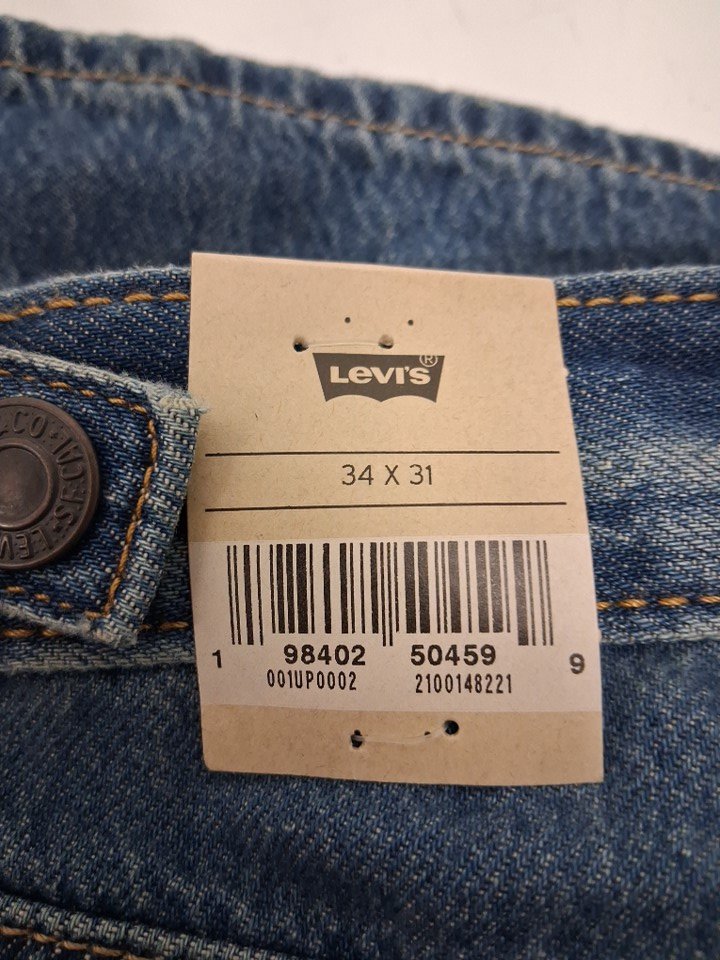 LEVI'S®
34 X 31
1 98402 50459 9
001UP0002 2100148221